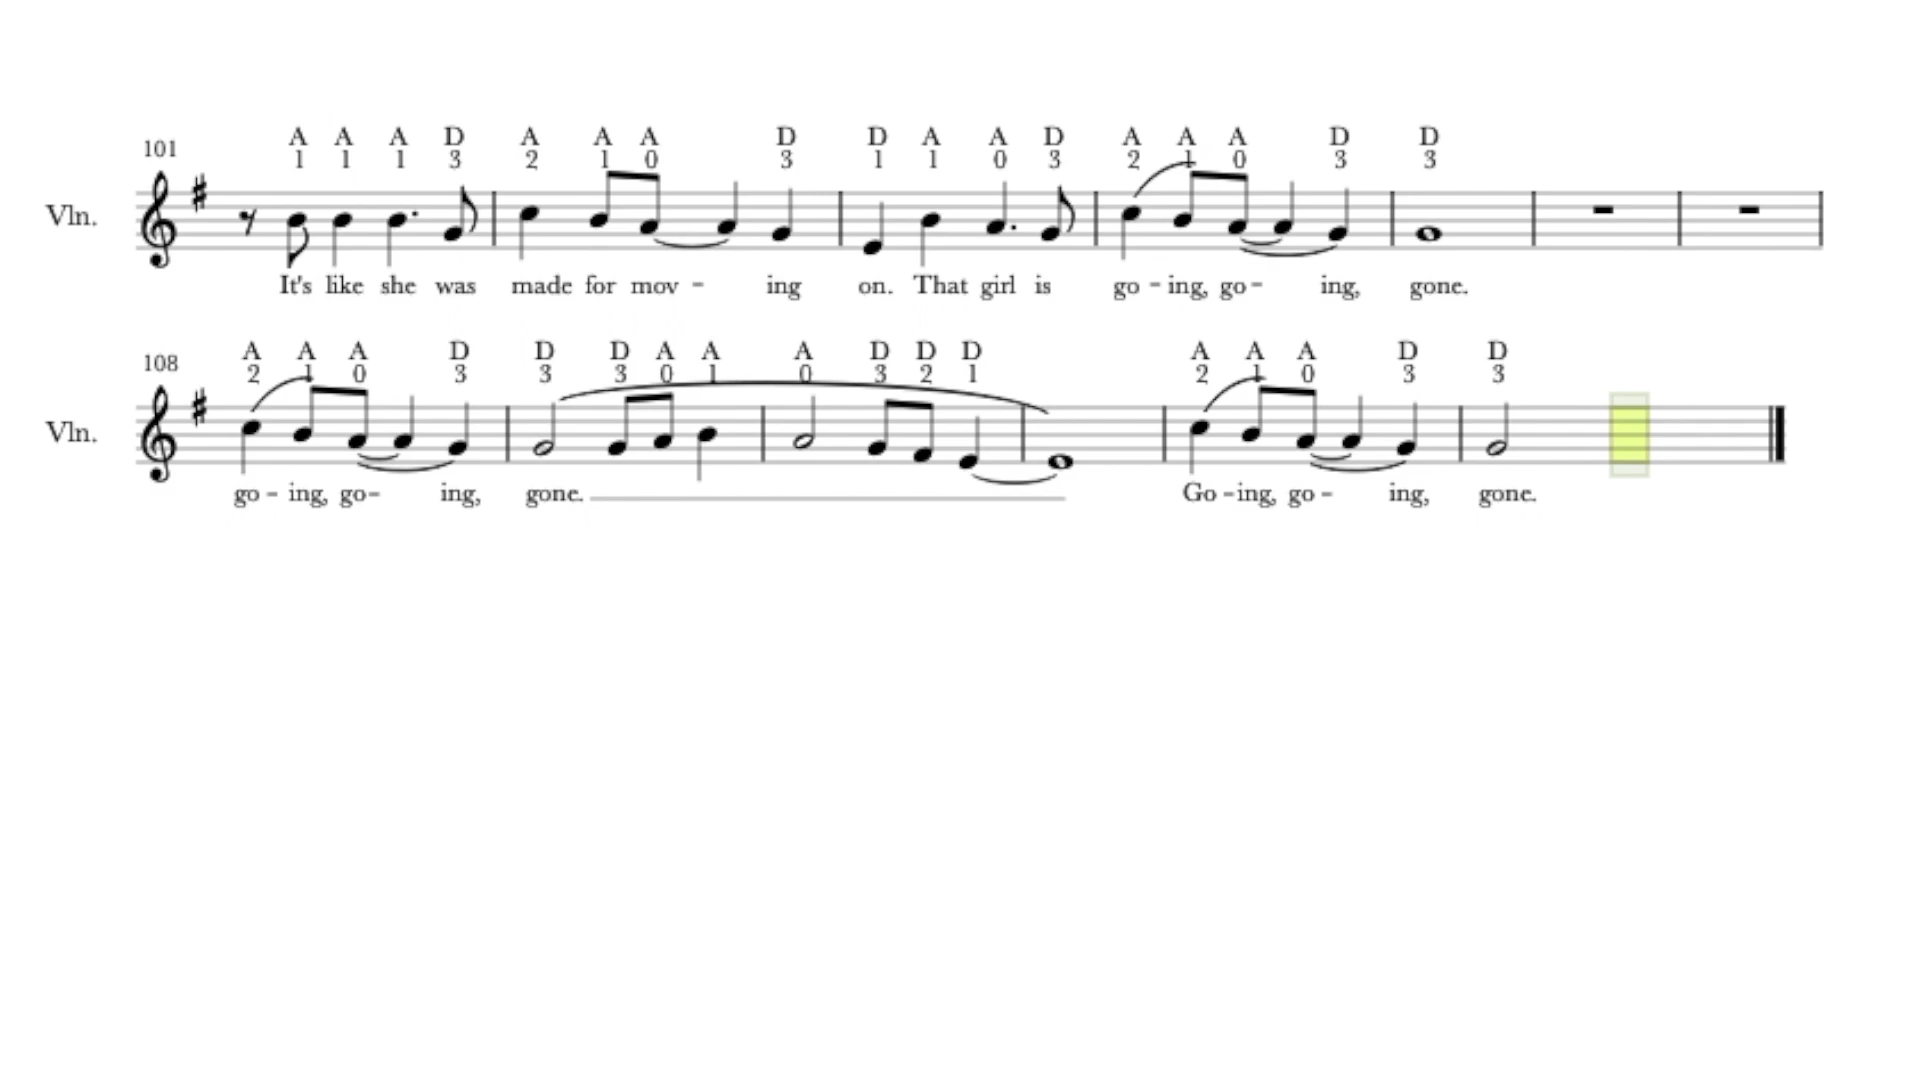 A A A D A A A D D A A D A A A D D
101 1 1 1 3 2 1 0 3 1 1 0 3 2 1 0 3 3
Vln.
It's like she was made for mov - ing on. That girl is go - ing, go - ing, gone.
A A A D D D A A A D D D A A A D D
108 2 1 0 3 3 3 0 1 0 3 2 1 2 1 0 3 3
Vln.
go - ing, go - ing, gone. Go - ing, go - ing, gone.